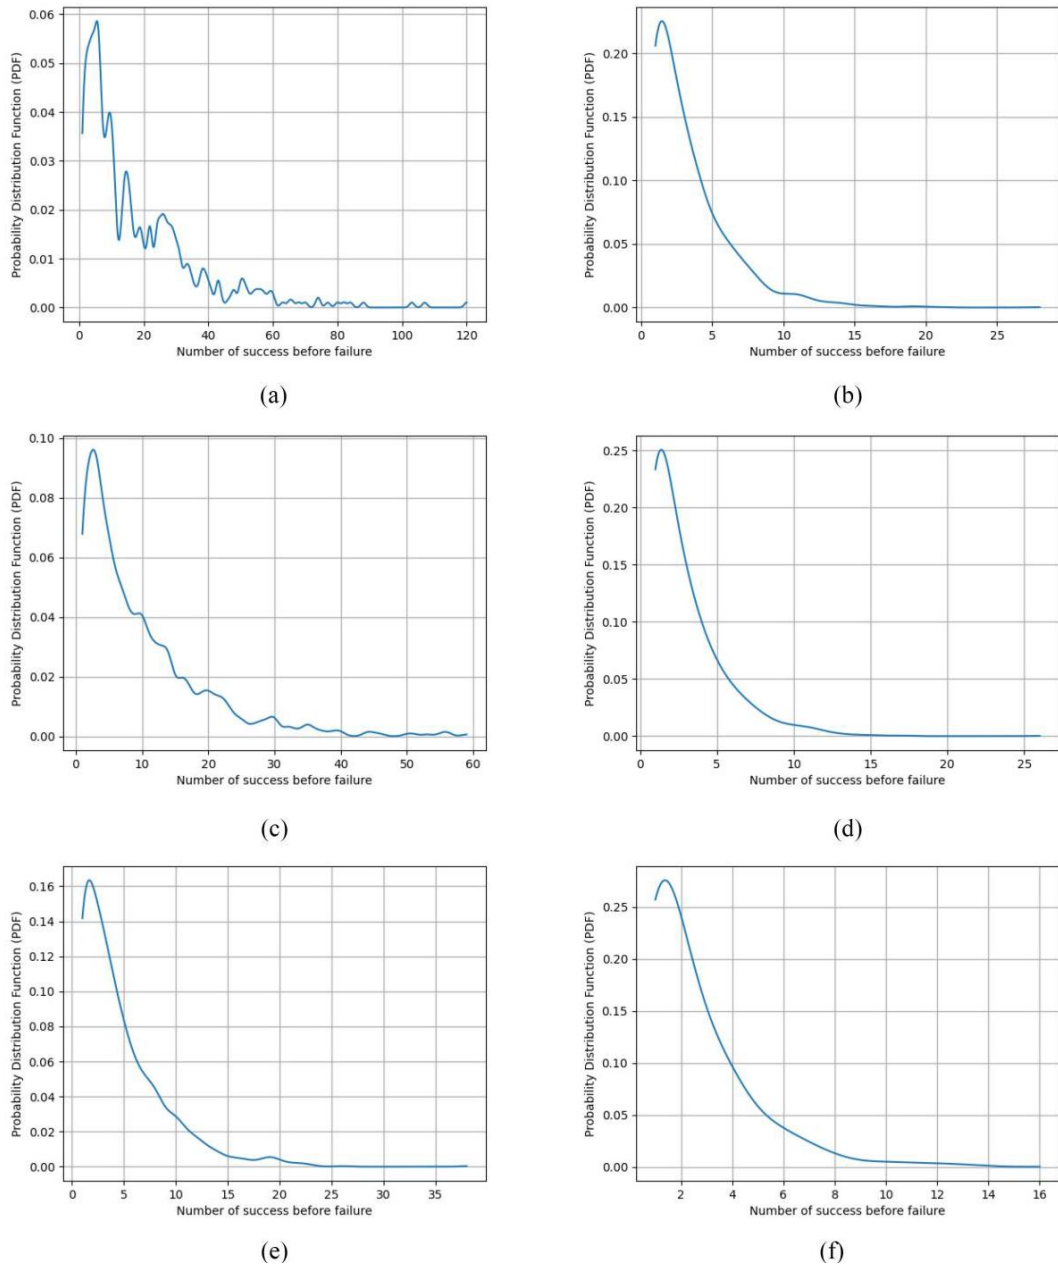 0.06
0.05
0.04
0.03
0.02
0.01
0.00
Probability Distribution Function (PDF)
0 20 40 60 80 100 120
Number of success before failure
(a)
0.20
0.15
0.10
0.05
0.00
Probability Distribution Function (PDF)
0 5 10 15 20 25
Number of success before failure
(b)
0.10
0.08
0.06
0.04
0.02
0.00
Probability Distribution Function (PDF)
0 10 20 30 40 50 60
Number of success before failure
(c)
0.25
0.20
0.15
0.10
0.05
0.00
Probability Distribution Function (PDF)
0 5 10 15 20 25
Number of success before failure
(d)
0.16
0.14
0.12
0.10
0.08
0.06
0.04
0.02
0.00
Probability Distribution Function (PDF)
0 5 10 15 20 25 30 35
Number of success before failure
(e)
0.25
0.20
0.15
0.10
0.05
0.00
Probability Distribution Function (PDF)
2 4 6 8 10 12 14 16
Number of success before failure
(f)